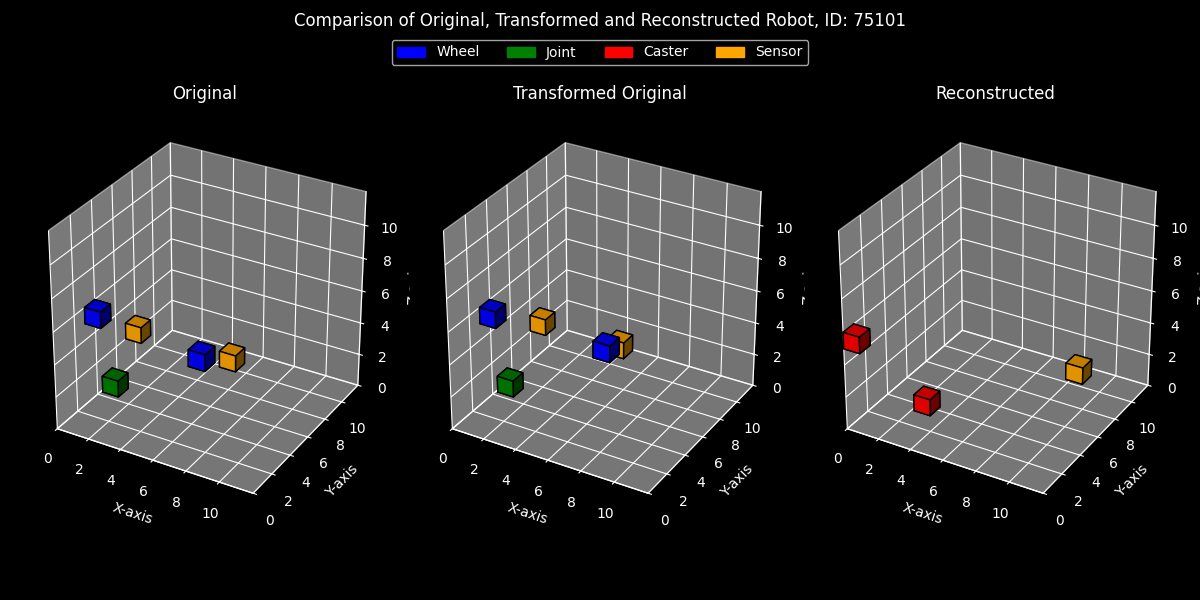 Comparison of Original, Transformed and Reconstructed Robot, ID: 75101
Wheel Joint Caster Sensor
Original Transformed Original Reconstructed
10 10 10
8 8 8
6 6 6
4 4 4
2 2 2
0 0 0
10 10 10
8 8 8
6 6 6
4 4 4
2 2 2
0 0 0
0 2 4 6 8 10 0 2 4 6 8 10 0 2 4 6 8 10
X-axis Y-axis X-axis Y-axis X-axis Y-axis